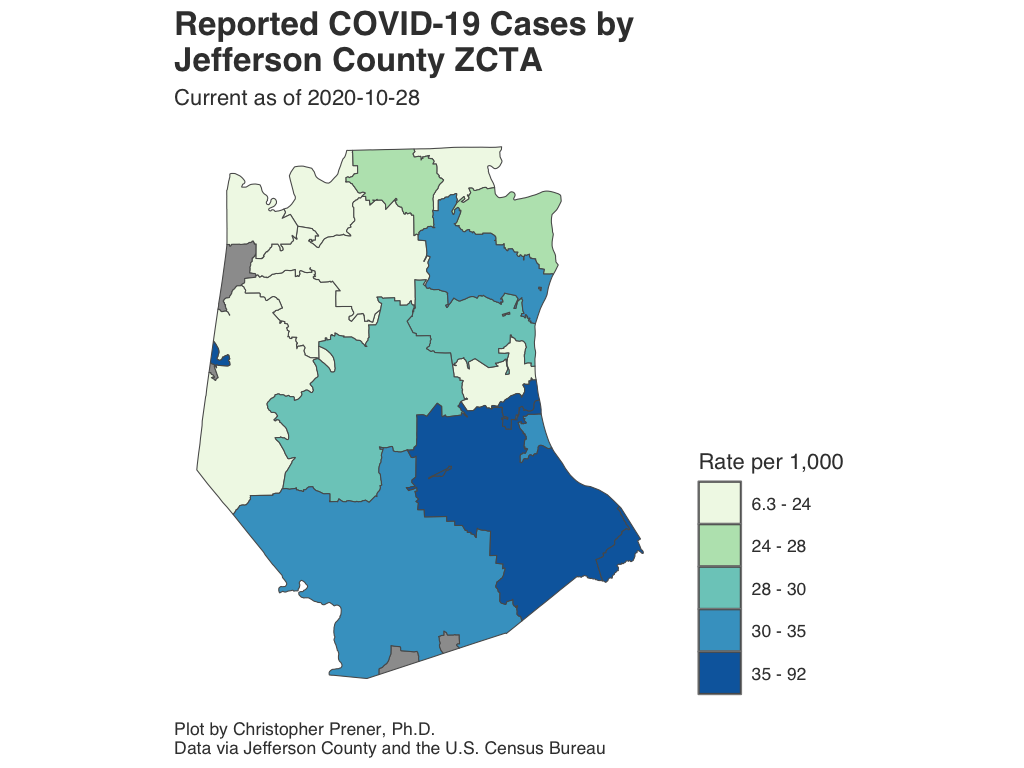 Reported COVID-19 Cases by
Jefferson County ZCTA
Current as of 2020-10-28
Rate per 1,000
6.3 - 24
24 - 28
28 - 30
30 - 35
35 - 92
Plot by Christopher Prener, Ph.D.
Data via Jefferson County and the U.S. Census Bureau